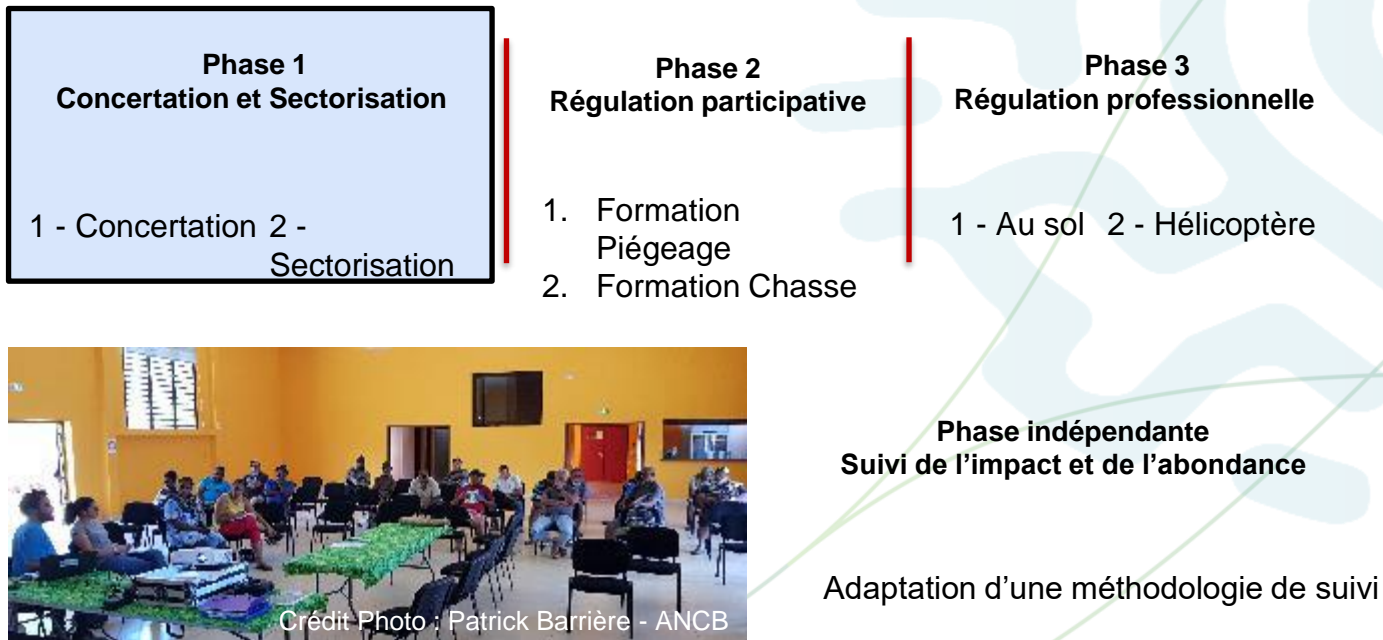 Phase 1
Concertation et Sectorisation
1 - Concertation 2 -
Sectorisation
Phase 2
Régulation participative
1. Formation
Piégeage
2. Formation Chasse
Phase 3
Régulation professionnelle
1 - Au sol 2 - Hélicoptère
Crédit Photo : Patrick Barrière - ANCB
Phase indépendante
Suivi de l’impact et de l’abondance
Adaptation d’une méthodologie de suivi